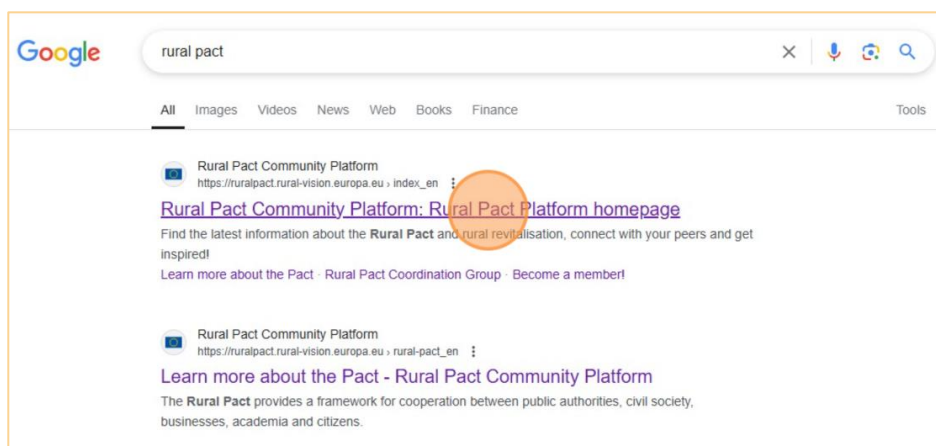 Google
rural pact
All Images Videos News Web Books Finance Tools
Rural Pact Community Platform
https://ruralpact.rural-vision.europa.eu › index_en
Rural Pact Community Platform: Rural Pact Platform homepage
Find the latest information about the Rural Pact and rural revitalisation, connect with your peers and get
inspired!
Learn more about the Pact · Rural Pact Coordination Group · Become a member!
Rural Pact Community Platform
https://ruralpact.rural-vision.europa.eu › rural-pact_en
Learn more about the Pact - Rural Pact Community Platform
The Rural Pact provides a framework for cooperation between public authorities, civil society,
businesses, academia and citizens.